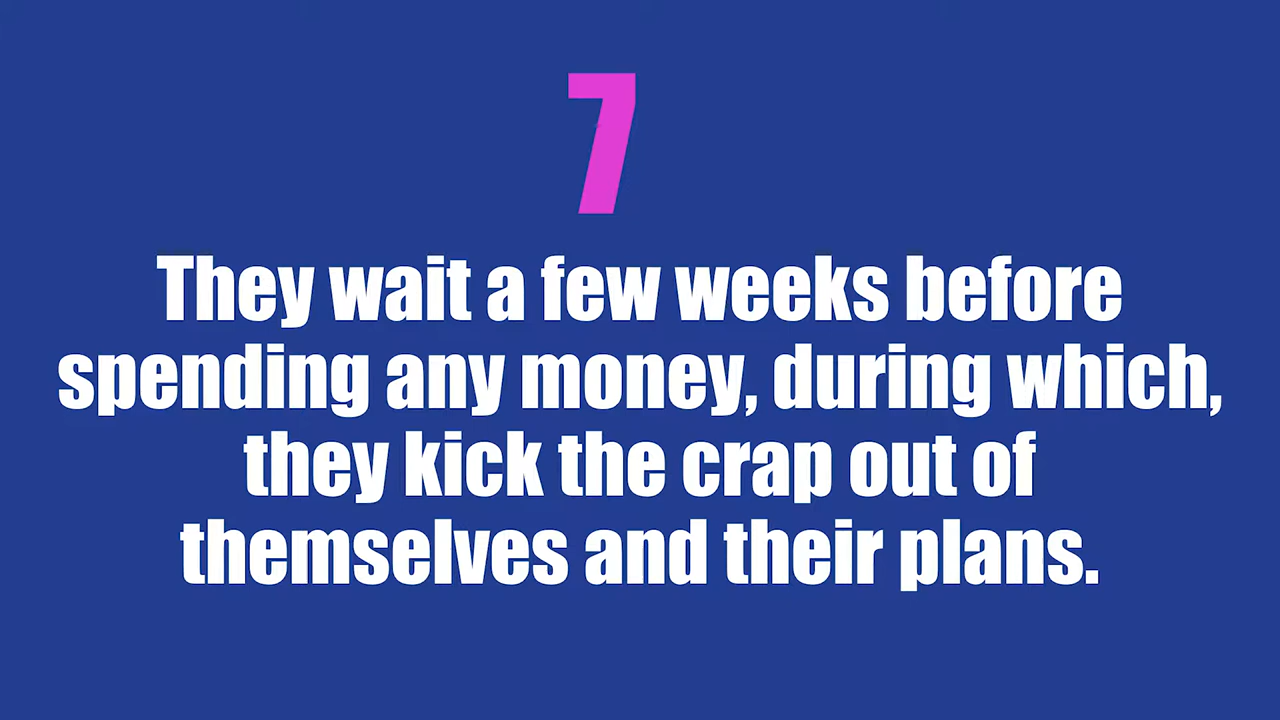 7
They wait a few weeks before
spending any money, during which,
they kick the crap out of
themselves and their plans.